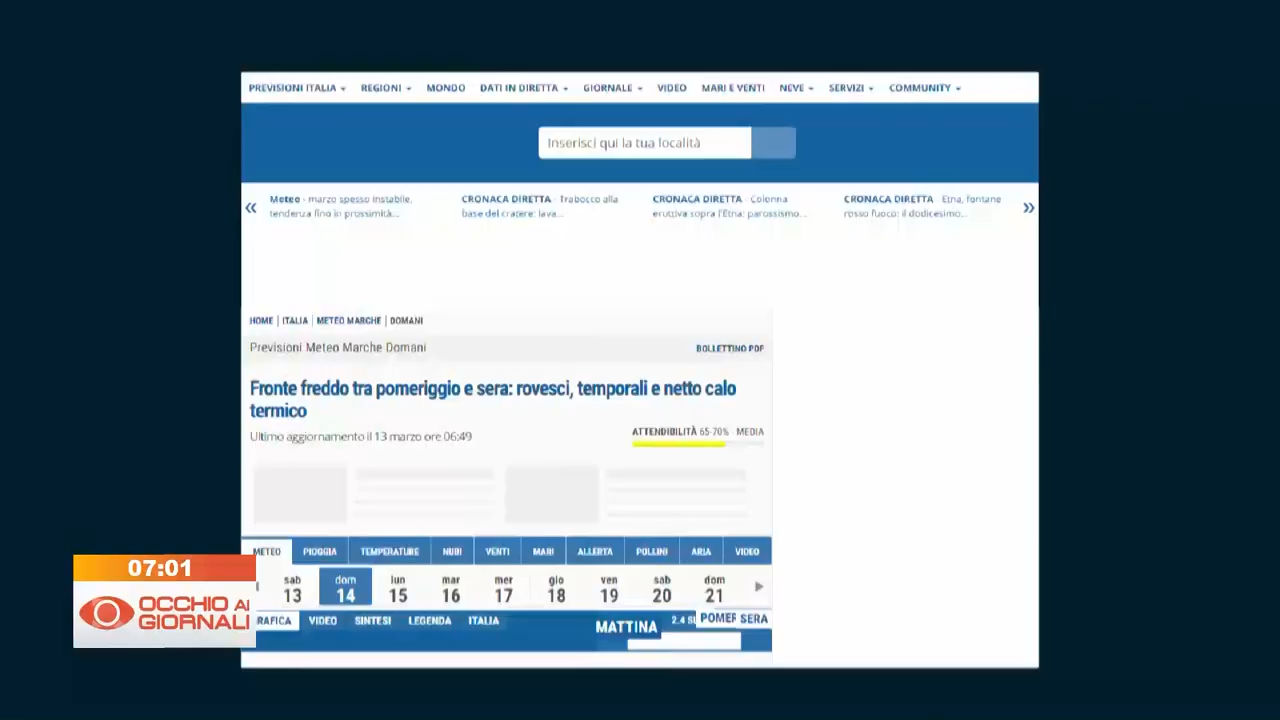 PREVISIONI ITALIA REGIONI MONDO DATI IN DIRETTA GIORNALE VIDEO MARI E VENTI NEVE SERVIZI COMMUNITY
Inserisci qui la tua località
« Meteo - marzo spesso instabile, tendenza fino in prossimità...
CRONACA DIRETTA - Trabocco alla base del cratere: lava...
CRONACA DIRETTA - Colonna eruttiva sopra l'Etna: parossismo...
CRONACA DIRETTA - Etna, fontane rosso fuoco: il dodicesimo... »
HOME | ITALIA | METEO MARCHE | DOMANI
Previsioni Meteo Marche Domani BOLLETTINO PDF
Fronte freddo tra pomeriggio e sera: rovesci, temporali e netto calo
termico
Ultimo aggiornamento il 13 marzo ore 06:49 ATTENDIBILITÀ 65-70% MEDIA
METEO PIOGGIA TEMPERATURE NUBI VENTI MARI ALLERTA POLLINI ARIA VIDEO
sab dom lun mar mer gio ven sab dom
13 14 15 16 17 18 19 20 21
RAFICA VIDEO SINTESI LEGENDA ITALIA MATTINA 2.4 SU POMER SERA
07:01
OCCHIO AI
GIORNALI